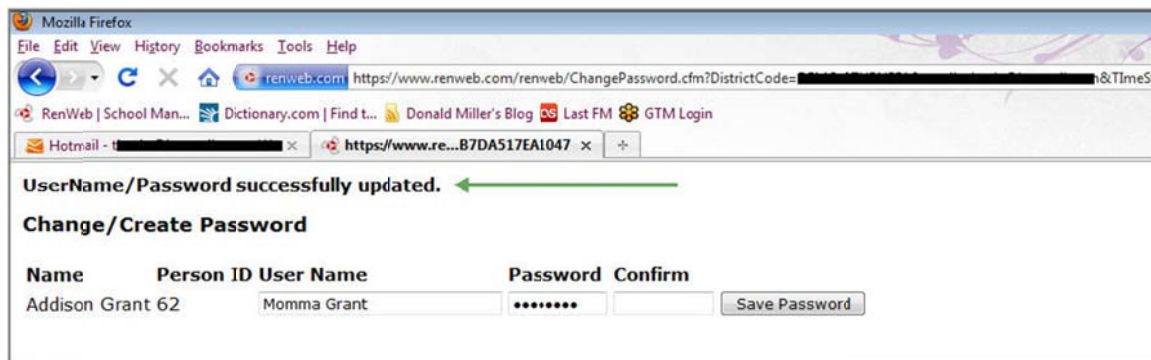 Mozilla Firefox
File Edit View History Bookmarks Tools Help
renweb.com https://www.renweb.com/renweb/ChangePassword.cfm?DistrictCode= &TImeS
RenWeb | School Man... Dictionary.com | Find t... Donald Miller's Blog Last FM GTM Login
Hotmail - t https://www.re...B7DA517EA1047
UserName/Password successfully updated.
Change/Create Password
Name Person ID User Name Password Confirm
Addison Grant 62 Momma Grant •••••••• Save Password